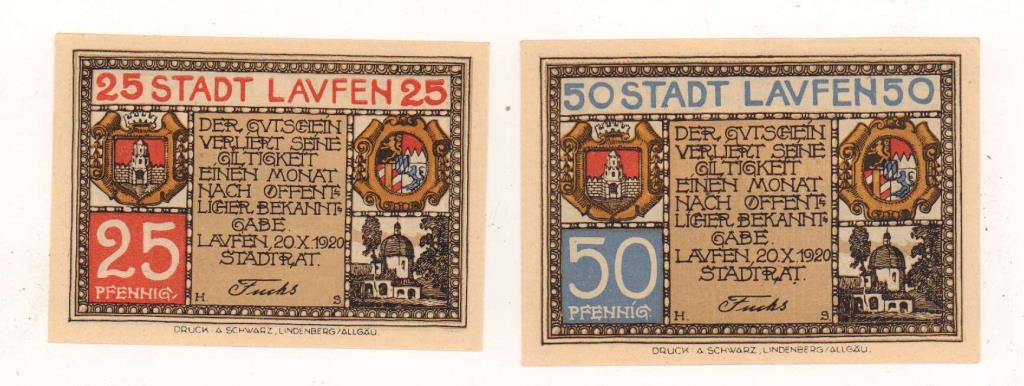 25 STADT LAVFEN 25
DER GVTSCHEIN
VERLIERT SEINE
GILTIGKEIT
EINEN MONAT
NACH ÖFFENT-
LICHER BEKANNT-
GABE.
LAVFEN, 20.X.1920
STADTRAT.
25
PFENNIG.
H. Fuchs S
DRUCK: A. SCHWARZ, LINDENBERG/ALLGÄU.
50 STADT LAVFEN 50
DER GVTSCHEIN
VERLIERT SEINE
GILTIGKEIT
EINEN MONAT
NACH ÖFFENT-
LICHER BEKANNT-
GABE.
LAVFEN, 20.X.1920
STADTRAT.
50
PFENNIG.
H. Fuchs S.
DRUCK: A. SCHWARZ, LINDENBERG/ALLGÄU.